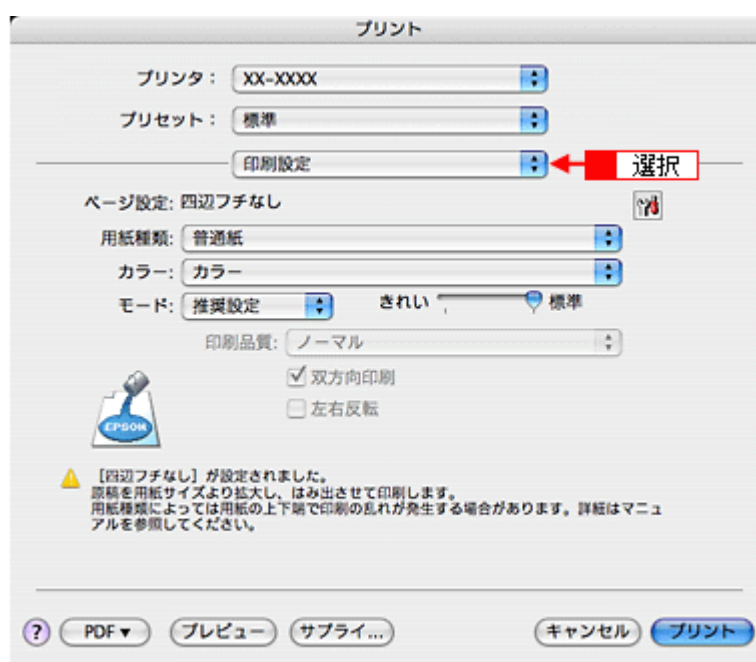 プリント
プリンタ： XX-XXXX
プリセット： 標準
印刷設定 選択
ページ設定: 四辺フチなし
用紙種類: 普通紙
カラー: カラー
モード: 推奨設定 きれい 標準
印刷品質: ノーマル
双方向印刷
左右反転
EPSON
[四辺フチなし] が設定されました。
原稿を用紙サイズより拡大し、はみ出させて印刷します。
用紙種類によっては用紙の上下端で印刷の乱れが発生する場合があります。詳細はマニュ
アルを参照してください。
? PDF▼ プレビュー サプライ... キャンセル プリント